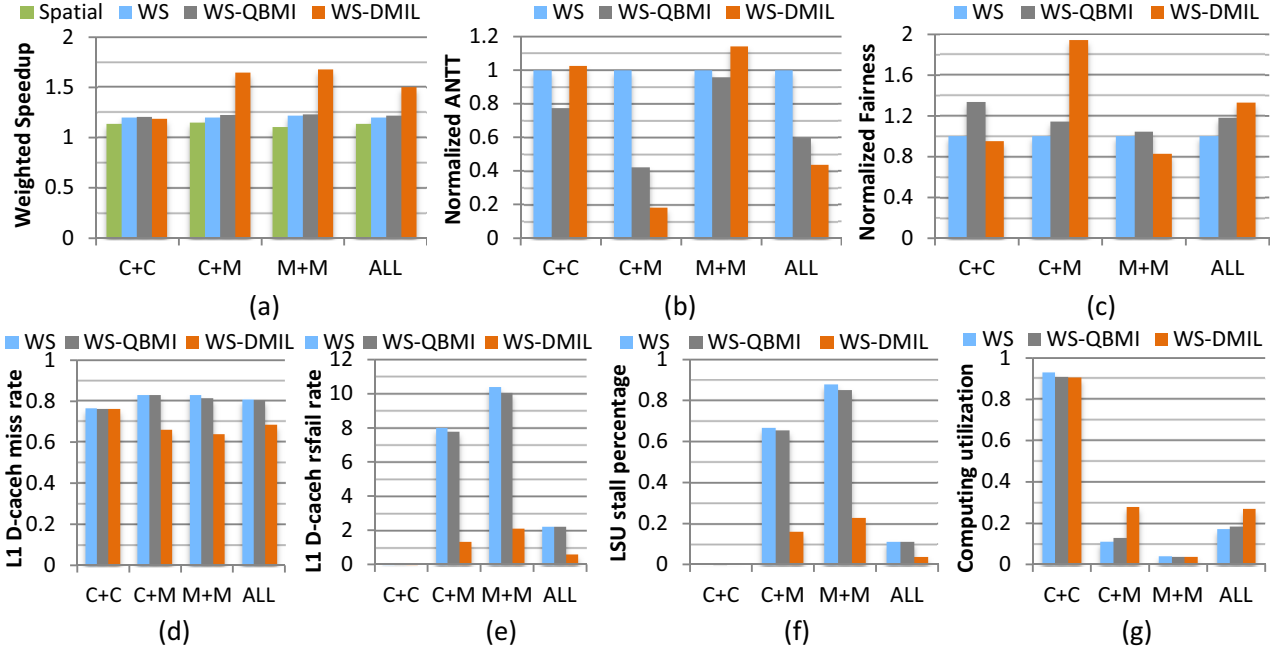 Spatial WS WS-QBMI WS-DMIL
Weighted Speedup
2
1.5
1
0.5
0
C+C C+M M+M ALL
(a)
WS WS-QBMI WS-DMIL
Normalized ANTT
1.2
1
0.8
0.6
0.4
0.2
0
C+C C+M M+M ALL
(b)
WS WS-QBMI WS-DMIL
Normalized Fairness
2
1.6
1.2
0.8
0.4
0
C+C C+M M+M ALL
(c)
WS WS-QBMI WS-DMIL
L1 D-caceh miss rate
1
0.8
0.6
0.4
0.2
0
C+C C+M M+M ALL
(d)
WS WS-QBMI WS-DMIL
L1 D-caceh rsfail rate
12
10
8
6
4
2
0
C+C C+M M+M ALL
(e)
WS WS-QBMI WS-DMIL
LSU stall percentage
1
0.8
0.6
0.4
0.2
0
C+C C+M M+M ALL
(f)
WS WS-QBMI WS-DMIL
Computing utilization
1
0.8
0.6
0.4
0.2
0
C+C C+M M+M ALL
(g)